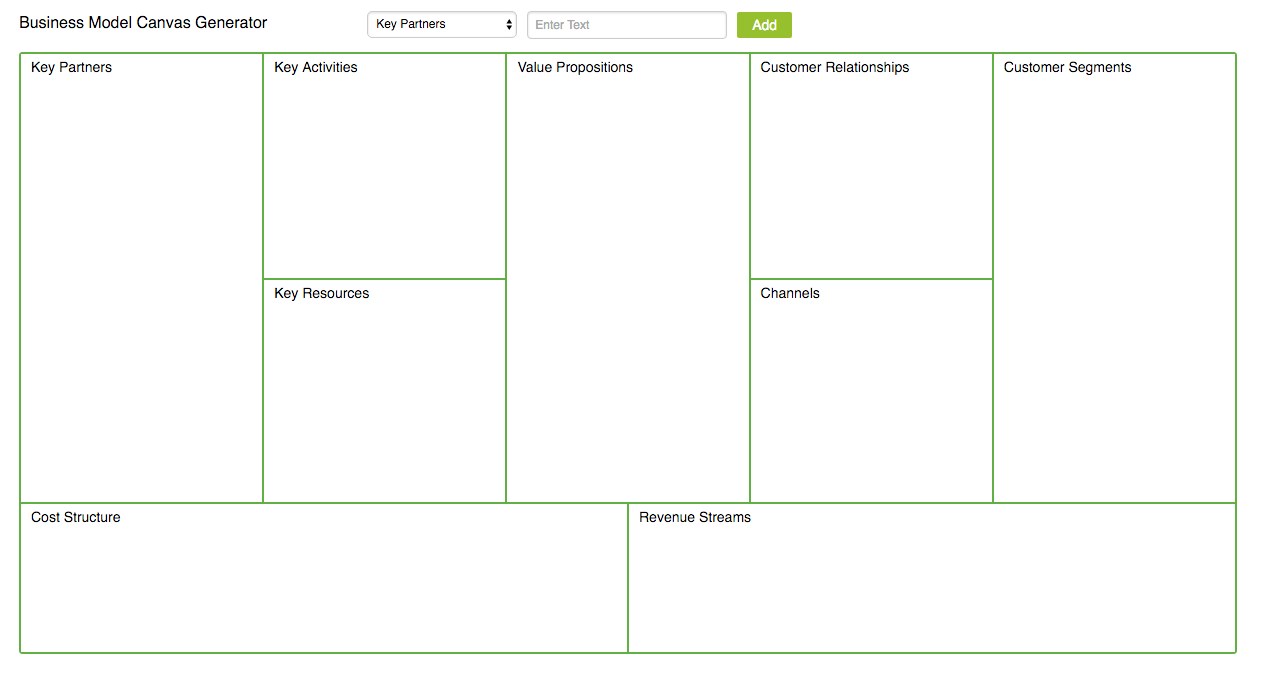 Business Model Canvas Generator
Key Partners
Enter Text
Add
Key Partners
Key Activities
Value Propositions
Customer Relationships
Customer Segments
Key Resources
Channels
Cost Structure
Revenue Streams